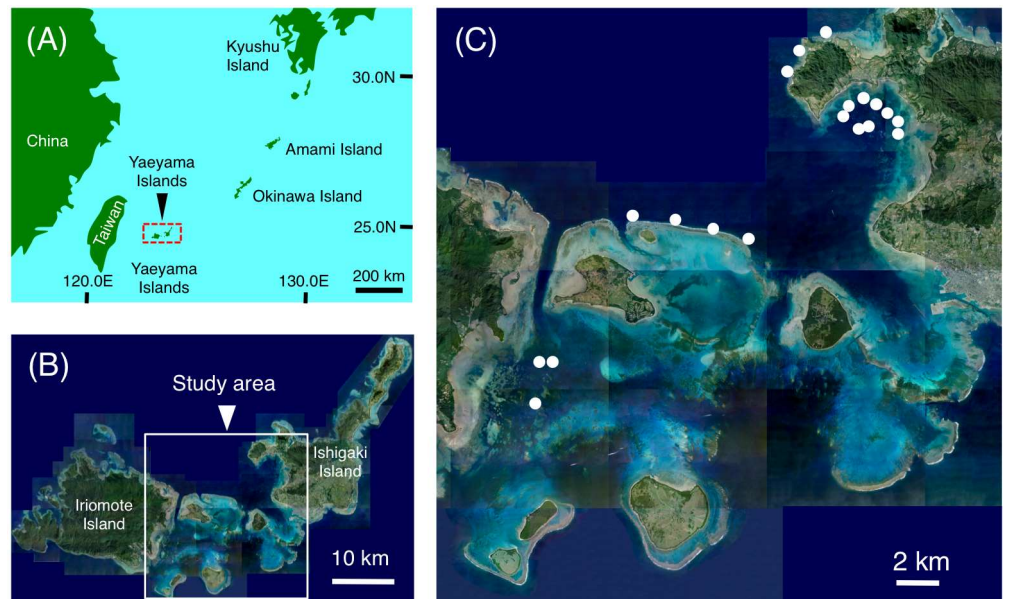 (A)
Kyushu
Island
30.0N
China
Amami Island
Yaeyama
Islands
Okinawa Island
Taiwan
25.0N
Yaeyama
Islands
120.0E
130.0E
200 km
(B)
Study area
Ishigaki
Island
Iriomote
Island
10 km
(C)
2 km